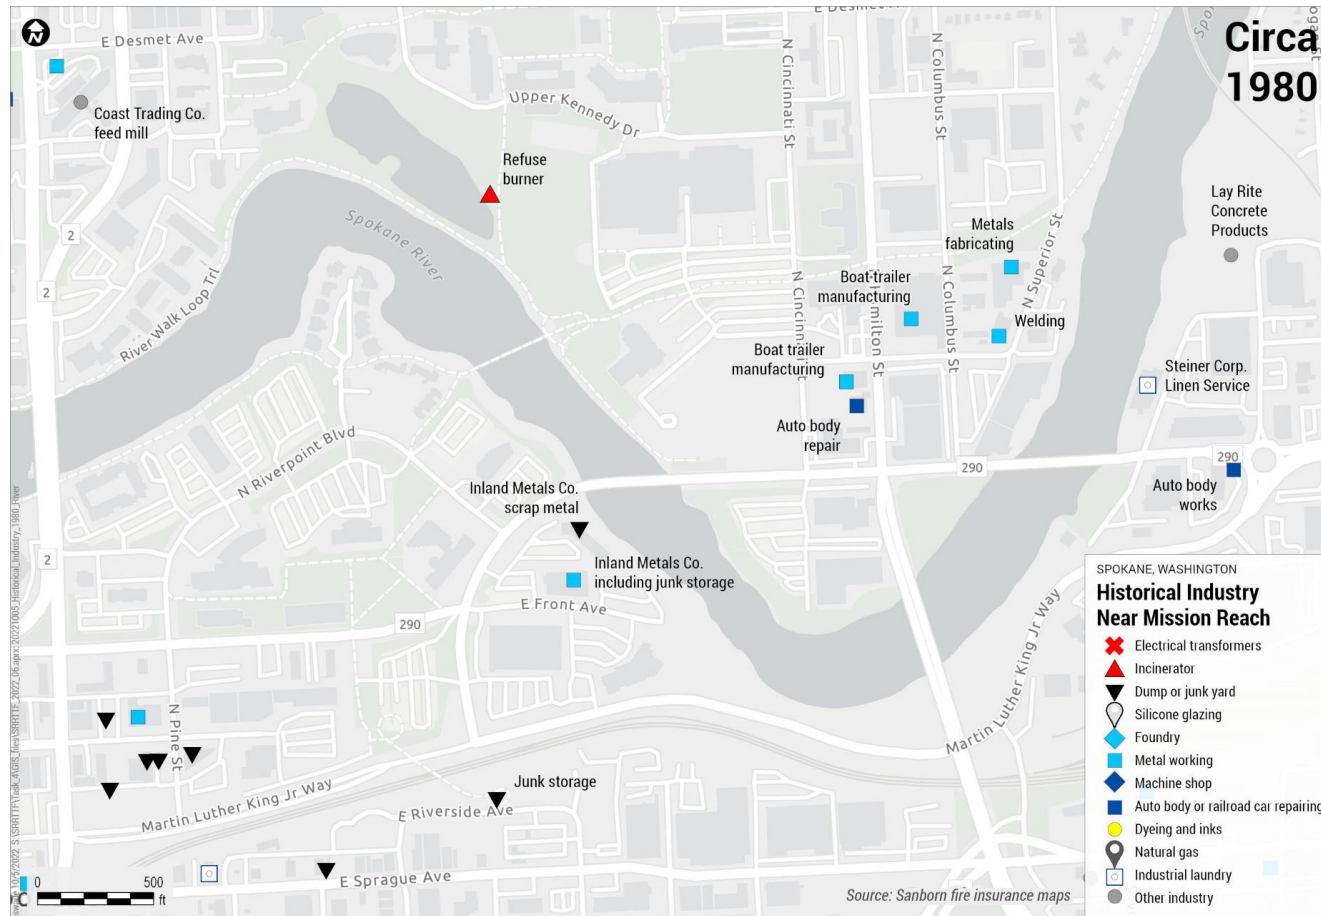 N
E Desmet Ave
E Desmet Ave
Circa
1980
Coast Trading Co.
feed mill
Upper Kennedy Dr
N Cincinnati St
N Columbus St
Refuse
burner
Lay Rite
Concrete
Products
Spokane River
Metals
fabricating
2
2
River Walk Loop Trl
Boat trailer
manufacturing
N Superior St
Welding
N Cincinnati St
N Hamilton St
N Columbus St
Boat trailer
manufacturing
Auto body
repair
Steiner Corp.
Linen Service
N Riverpoint Blvd
290
290
Auto body
works
Inland Metals Co.
scrap metal
Inland Metals Co.
including junk storage
2
E Front Ave
290
N Pine St
Martin Luther King Jr Way
Martin Luther King Jr Way
Junk storage
E Riverside Ave
E Sprague Ave
0 500
ft
Source: Sanborn fire insurance maps
SPOKANE, WASHINGTON
Historical Industry
Near Mission Reach
Electrical transformers
Incinerator
Dump or junk yard
Silicone glazing
Foundry
Metal working
Machine shop
Auto body or railroad car repairing
Dyeing and inks
Natural gas
Industrial laundry
Other industry